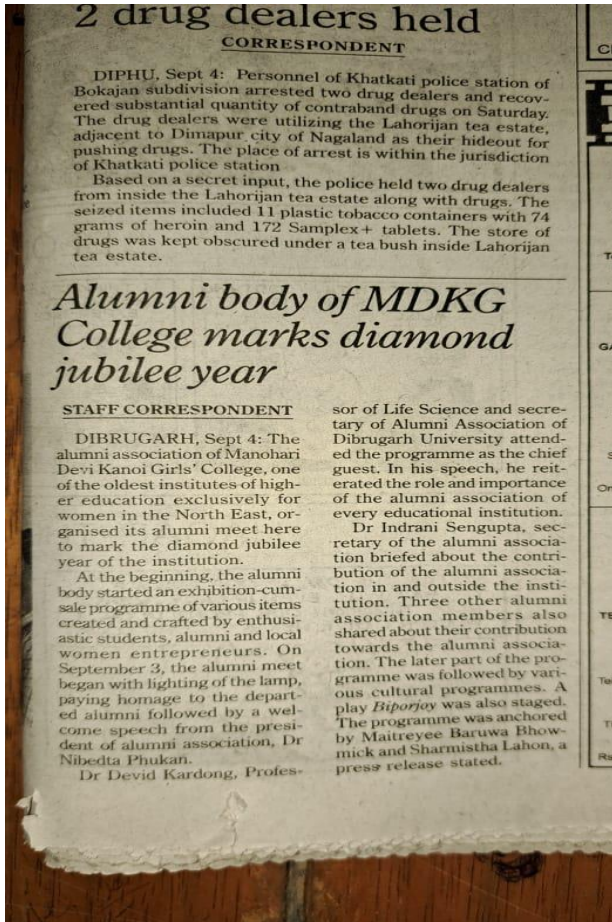 2 drug dealers held
CORRESPONDENT
DIPHU, Sept 4: Personnel of Khatkati police station of
Bokajan subdivision arrested two drug dealers and recov-
ered substantial quantity of contraband drugs on Saturday.
The drug dealers were utilizing the Lahorijan tea estate,
adjacent to Dimapur city of Nagaland as their hideout for
pushing drugs. The place of arrest is within the jurisdiction
of Khatkati police station
Based on a secret input, the police held two drug dealers
from inside the Lahorijan tea estate along with drugs. The
seized items included 11 plastic tobacco containers with 74
grams of heroin and 172 Samplex+ tablets. The store of
drugs was kept obscured under a tea bush inside Lahorijan
tea estate.
Alumni body of MDKG
College marks diamond
jubilee year
STAFF CORRESPONDENT
DIBRUGARH, Sept 4: The
alumni association of Manohari
Devi Kanoi Girls' College, one
of the oldest institutes of high-
er education exclusively for
women in the North East, or-
ganised its alumni meet here
to mark the diamond jubilee
year of the institution.
At the beginning, the alumni
body started an exhibition-cum-
sale programme of various items
created and crafted by enthusi-
astic students, alumni and local
women entrepreneurs. On
September 3, the alumni meet
began with lighting of the lamp,
paying homage to the depart-
ed alumni followed by a wel-
come speech from the presi-
dent of alumni association, Dr
Nibedta Phukan.
Dr Devid Kardong, Profes-
sor of Life Science and secre-
tary of Alumni Association of
Dibrugarh University attend-
ed the programme as the chief
guest. In his speech, he reit-
erated the role and importance
of the alumni association of
every educational institution.
Dr Indrani Sengupta, sec-
retary of the alumni associa-
tion briefed about the contri-
bution of the alumni associa-
tion in and outside the insti-
tution. Three other alumni
association members also
shared about their contribution
towards the alumni associa-
tion. The later part of the pro-
gramme was followed by vari-
ous cultural programmes. A
play Biporjoy was also staged.
The programme was anchored
by Maitreyee Baruwa Bhow-
mick and Sharmistha Lahon, a
press release stated.